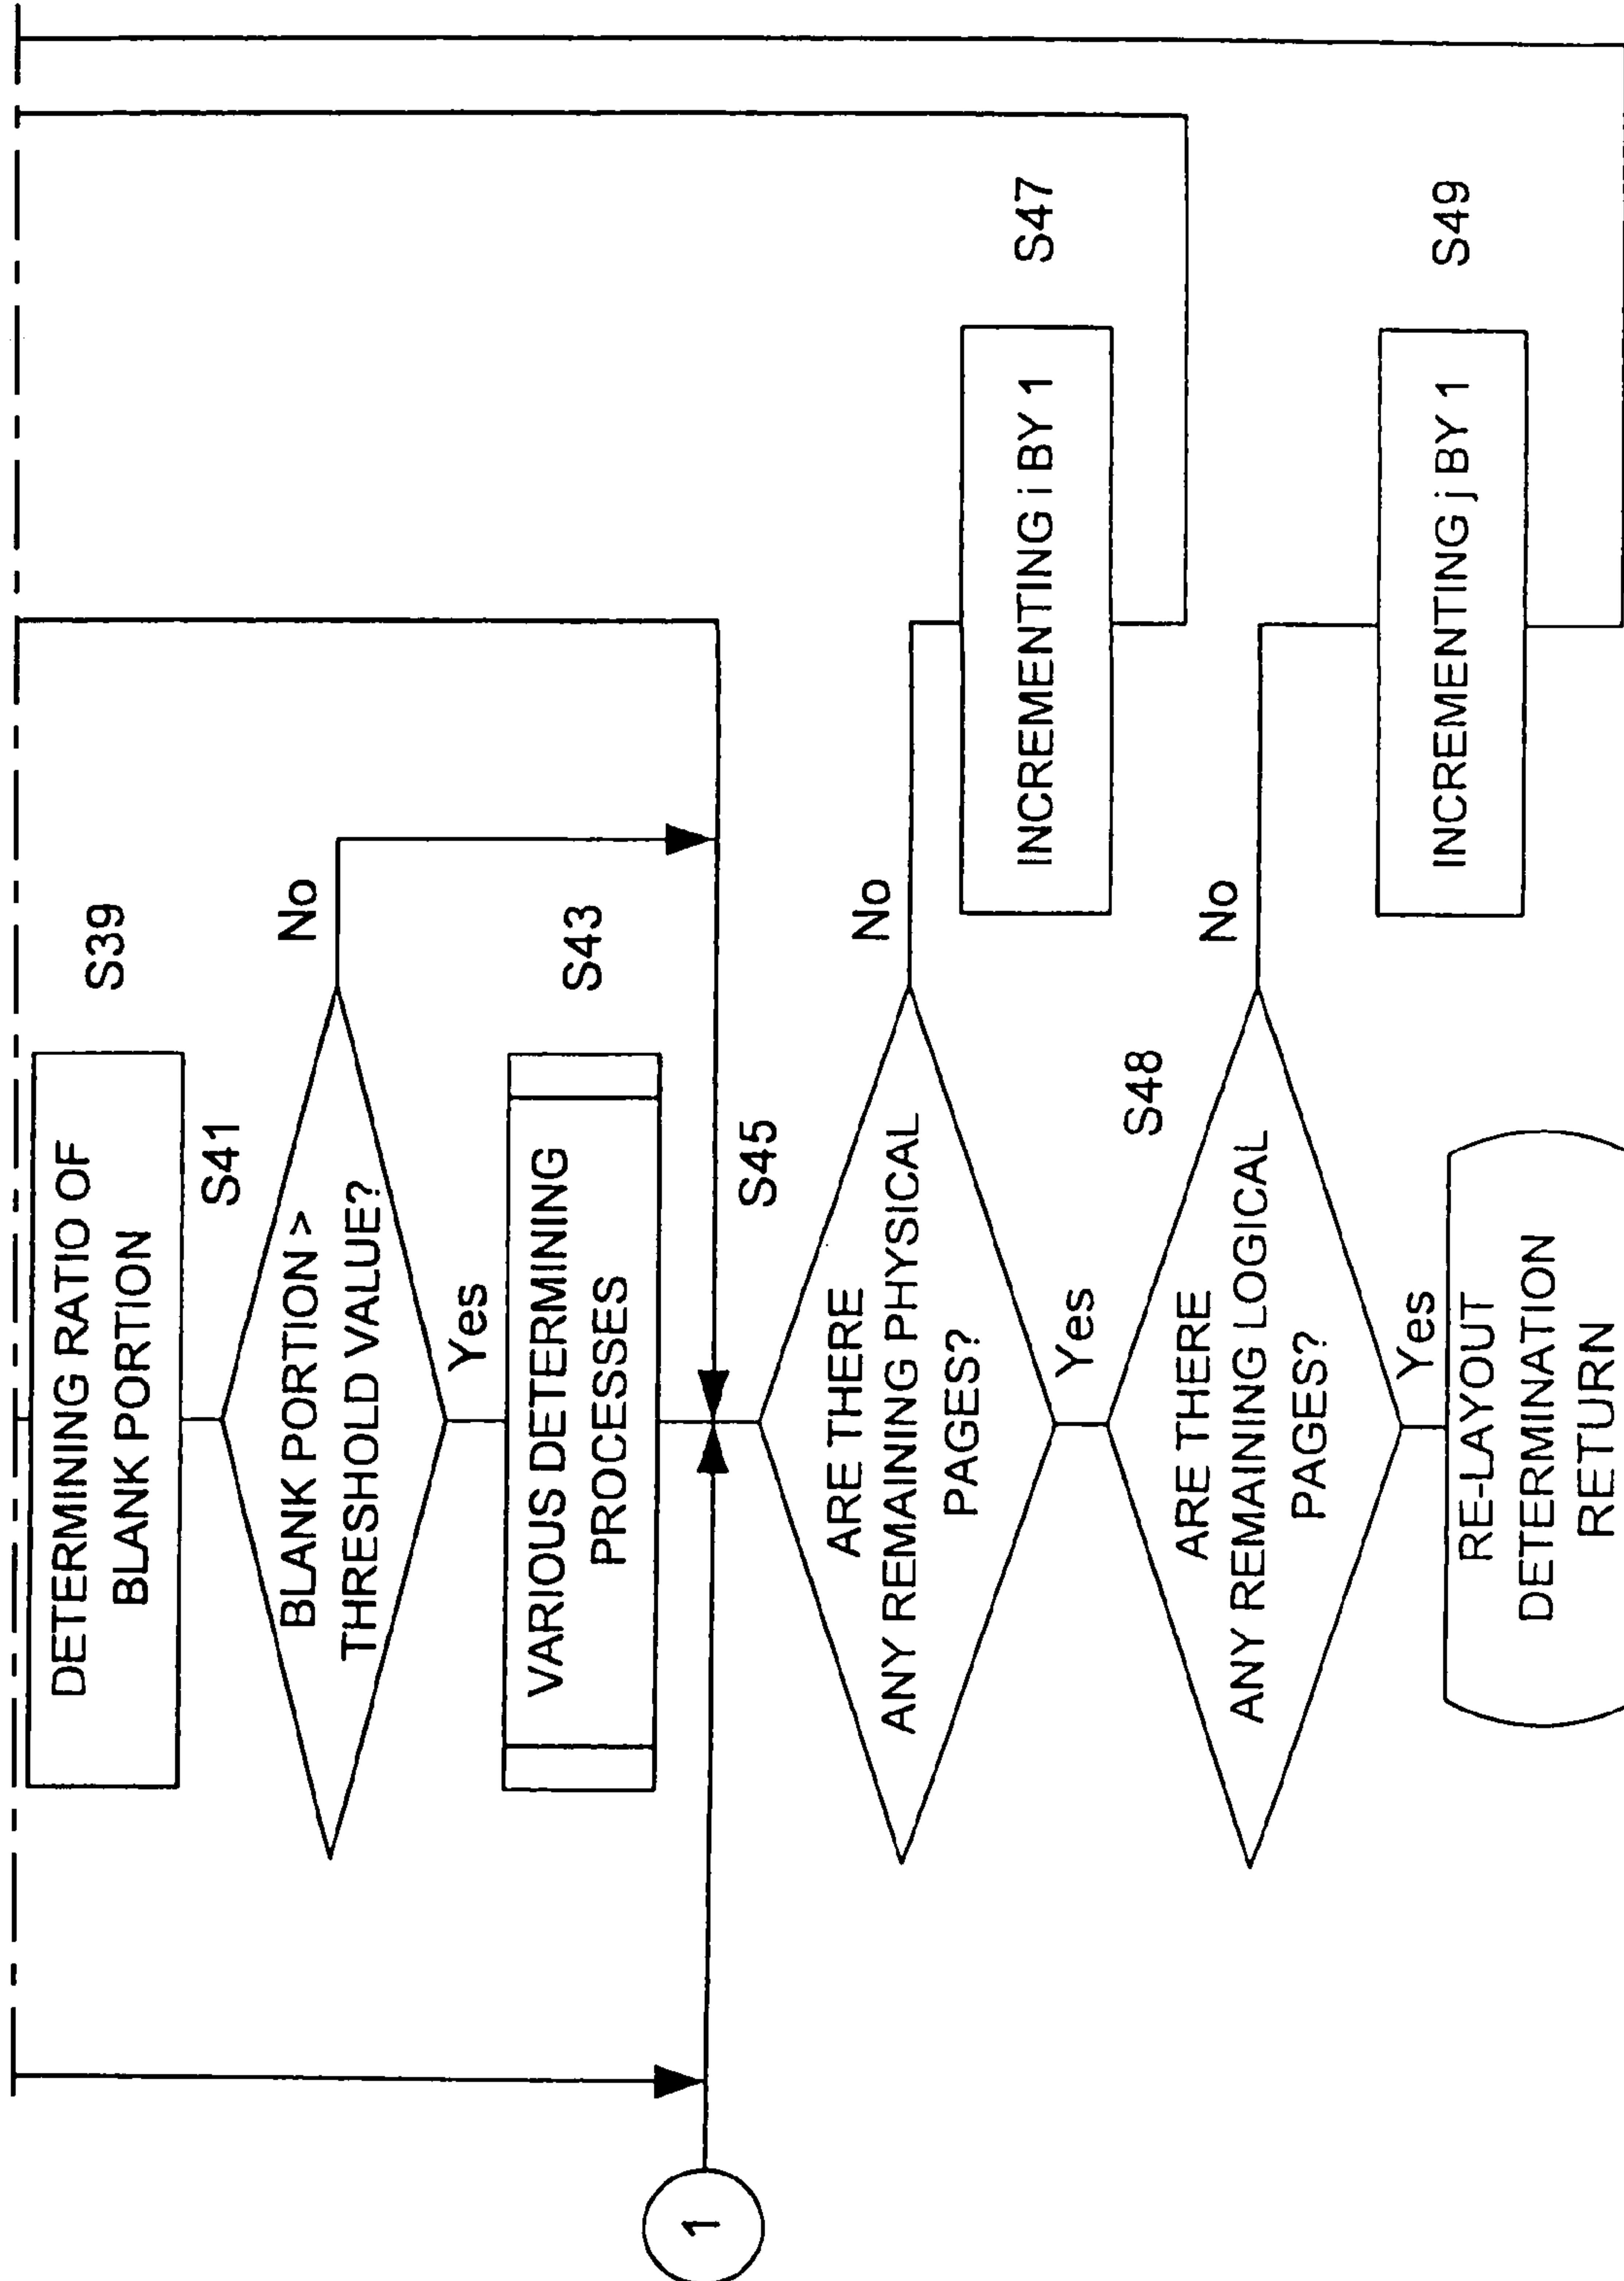 S39
DETERMINING RATIO OF
BLANK PORTION
S41
BLANK PORTION >
THRESHOLD VALUE?
No
Yes
S43
VARIOUS DETERMINING
PROCESSES
1
S45
ARE THERE
ANY REMAINING PHYSICAL
PAGES?
No
S47
INCREMENTING i BY 1
Yes
S48
ARE THERE
ANY REMAINING LOGICAL
PAGES?
No
S49
INCREMENTING j BY 1
Yes
RE-LAYOUT
DETERMINATION
RETURN